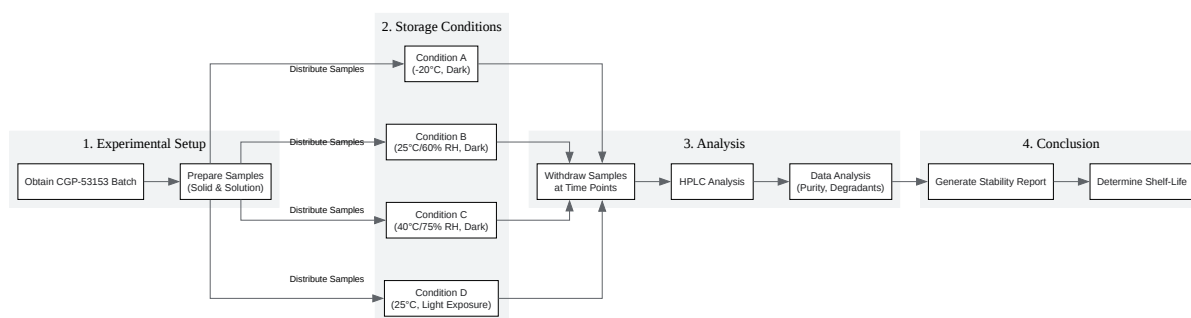 1. Experimental Setup
Obtain CGP-53153 Batch
Prepare Samples
(Solid & Solution)
Distribute Samples
Distribute Samples
Distribute Samples
Distribute Samples
2. Storage Conditions
Condition A
(-20°C, Dark)
Condition B
(25°C/60% RH, Dark)
Condition C
(40°C/75% RH, Dark)
Condition D
(25°C, Light Exposure)
3. Analysis
Withdraw Samples
at Time Points
HPLC Analysis
Data Analysis
(Purity, Degradants)
4. Conclusion
Generate Stability Report
Determine Shelf-Life